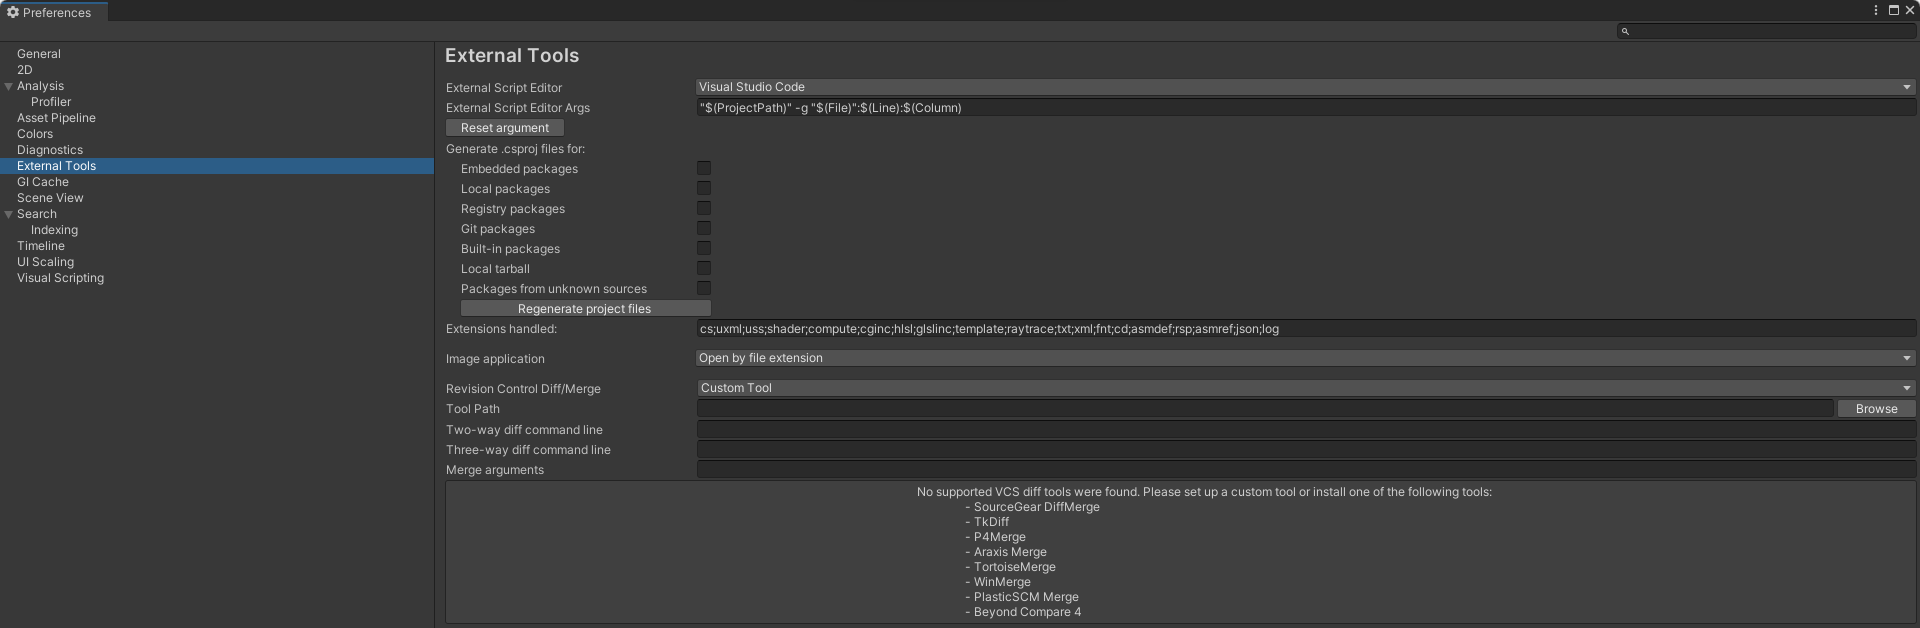 Preferences
General
2D
Analysis
Profiler
Asset Pipeline
Colors
Diagnostics
External Tools
GI Cache
Scene View
Search
Indexing
Timeline
UI Scaling
Visual Scripting
External Tools
External Script Editor Visual Studio Code
External Script Editor Args "$(ProjectPath)" -g "$(File)":$(Line):$(Column)
Reset argument
Generate .csproj files for:
Embedded packages
Local packages
Registry packages
Git packages
Built-in packages
Local tarball
Packages from unknown sources
Regenerate project files
Extensions handled: cs;uxml;uss;shader;compute;cginc;hlsl;glslinc;template;raytrace;txt;xml;fnt;cd;asmdef;rsp;asmref;json;log
Image application Open by file extension
Revision Control Diff/Merge Custom Tool
Tool Path Browse
Two-way diff command line
Three-way diff command line
Merge arguments
No supported VCS diff tools were found. Please set up a custom tool or install one of the following tools:
- SourceGear DiffMerge
- TkDiff
- P4Merge
- Araxis Merge
- TortoiseMerge
- WinMerge
- PlasticSCM Merge
- Beyond Compare 4